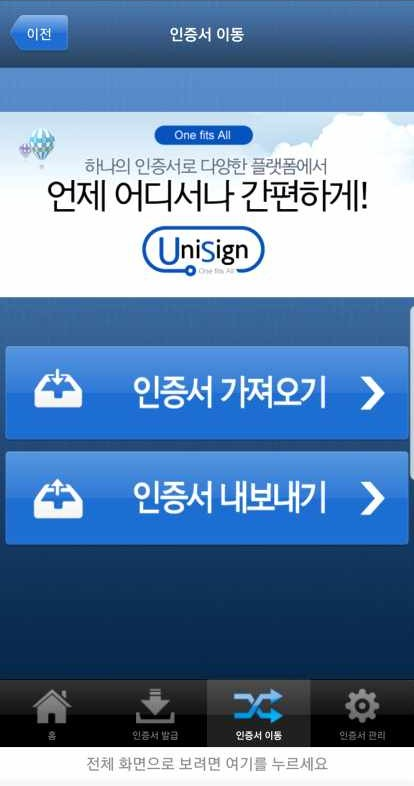 이전
인증서 이동
One fits All
하나의 인증서로 다양한 플랫폼에서
언제 어디서나 간편하게!
UniSign
One fits All
인증서 가져오기
인증서 내보내기
홈
인증서 발급
인증서 이동
인증서 관리
전체 화면으로 보려면 여기를 누르세요